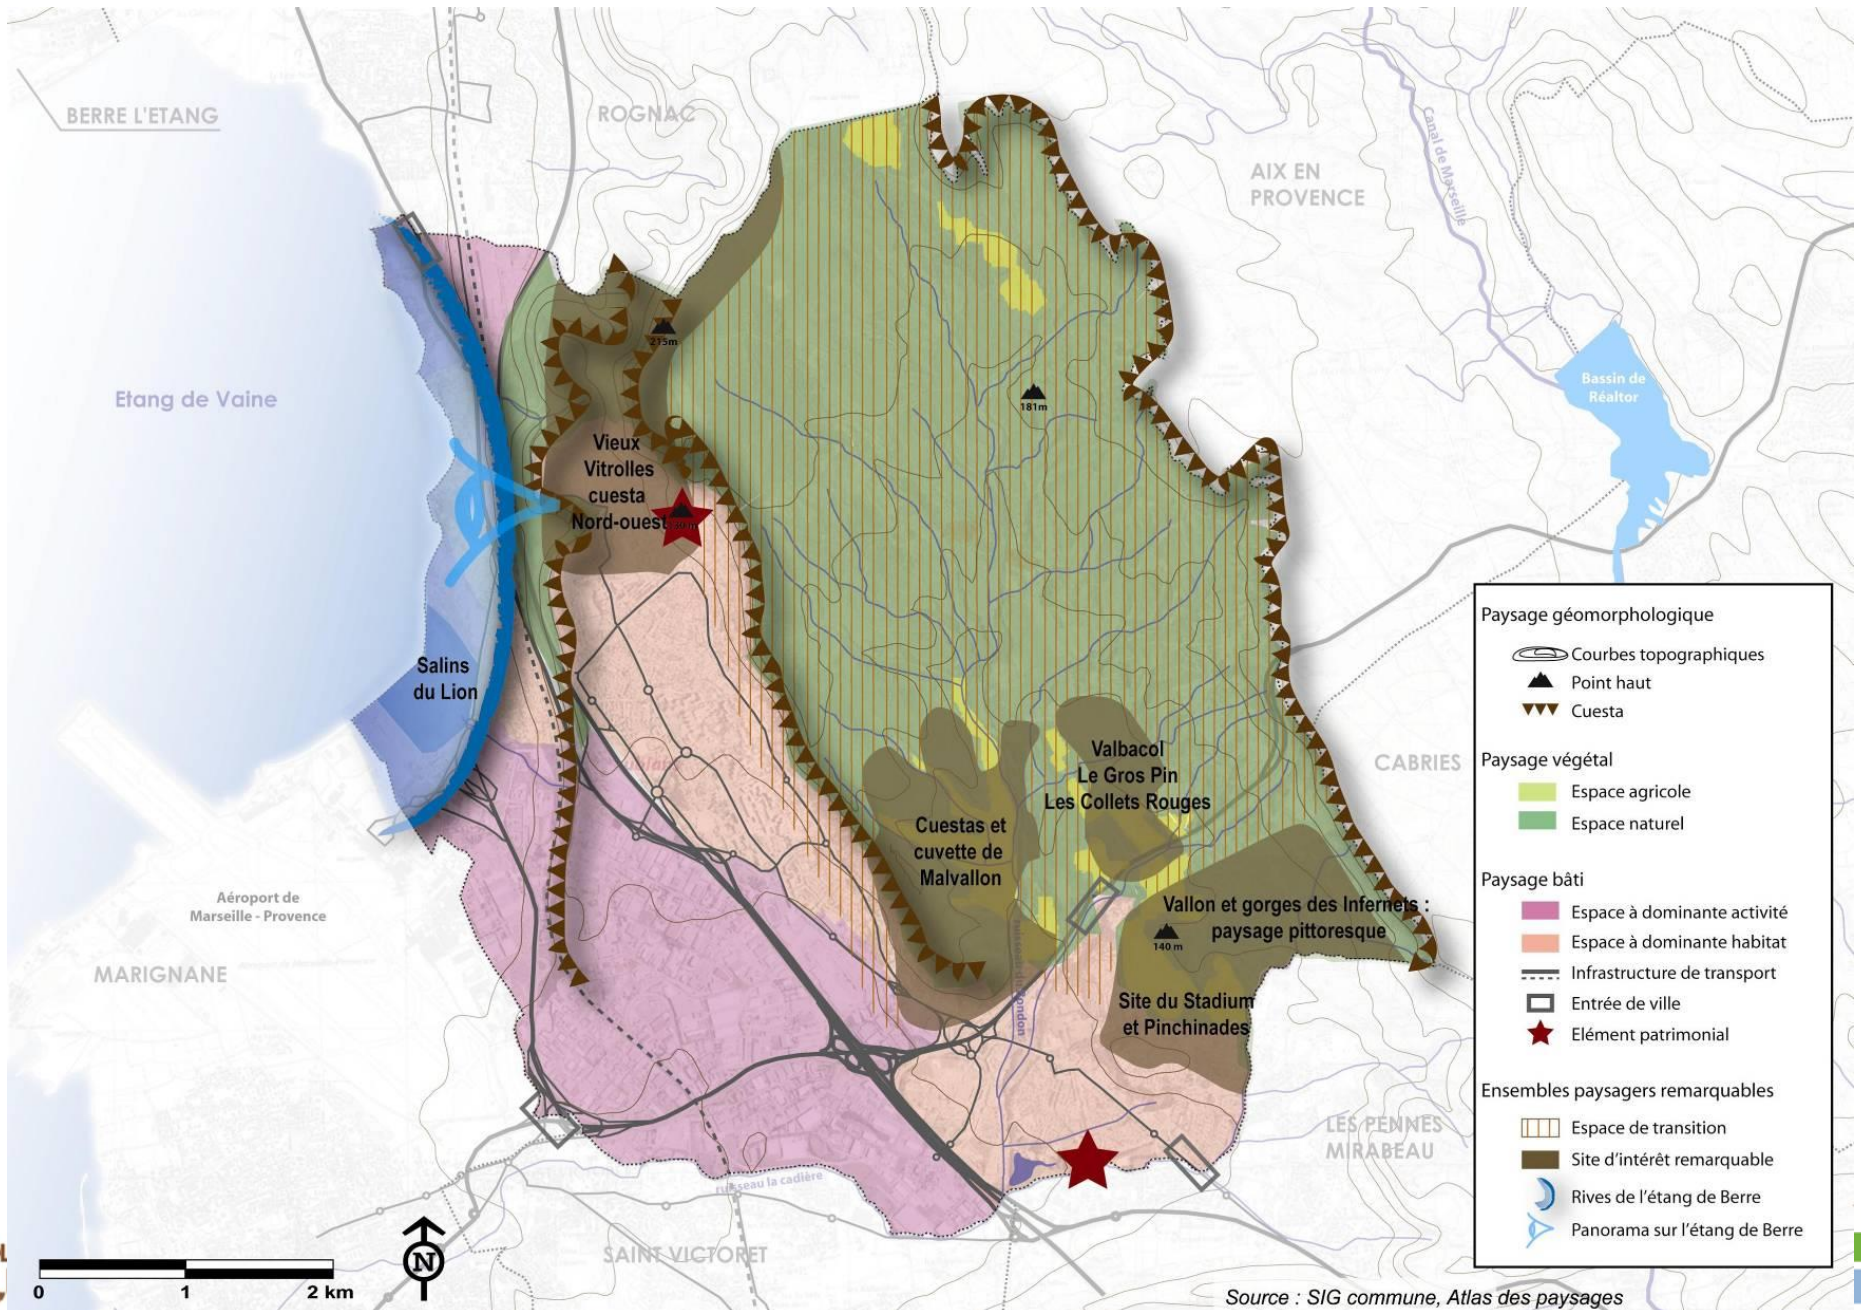 BERRE L'ETANG
ROGNAC
AIX EN
PROVENCE
Canal de Marseille
Etang de Vaine
Bassin de
Réaltor
215m
181m
Vieux
Vitrolles
cuesta
Nord-ouest
Salins
du Lion
Valbacol
Le Gros Pin
Les Collets Rouges
Cuestas et
cuvette de
Malvallon
CABRIES
Aéroport de
Marseille - Provence
MARIGNANE
Vallon et gorges des Infernets :
paysage pittoresque
140 m
Site du Stadium
et Pinchinades
LES PENNES
MIRABEAU
ruisseau la cadière
SAINT VICTORET
Paysage géomorphologique
Courbes topographiques
Point haut
Cuesta
Paysage végétal
Espace agricole
Espace naturel
Paysage bâti
Espace à dominante activité
Espace à dominante habitat
Infrastructure de transport
Entrée de ville
Elément patrimonial
Ensembles paysagers remarquables
Espace de transition
Site d'intérêt remarquable
Rives de l'étang de Berre
Panorama sur l'étang de Berre
N
0 1 2 km
Source : SIG commune, Atlas des paysages